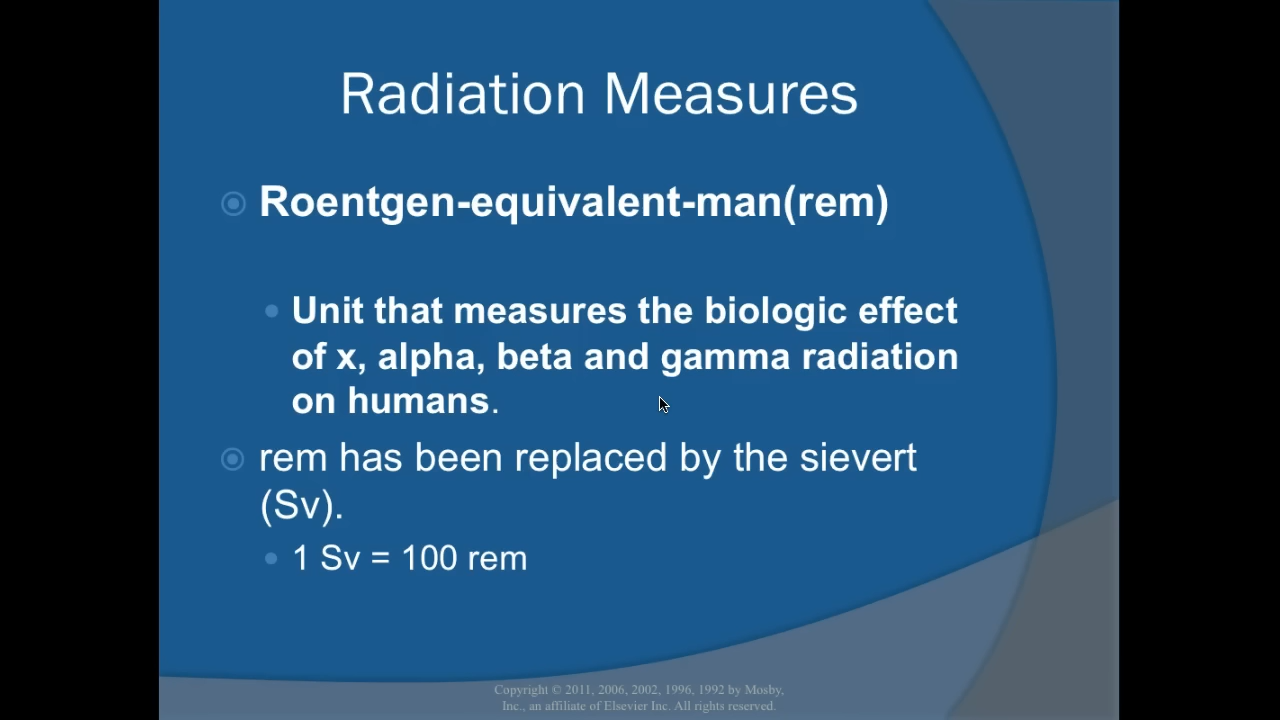 Radiation Measures
Roentgen-equivalent-man(rem)
Unit that measures the biologic effect
of x, alpha, beta and gamma radiation
on humans.
rem has been replaced by the sievert
(Sv).
1 Sv = 100 rem
Copyright © 2011, 2006, 2002, 1996, 1992 by Mosby,
Inc., an affiliate of Elsevier Inc. All rights reserved.